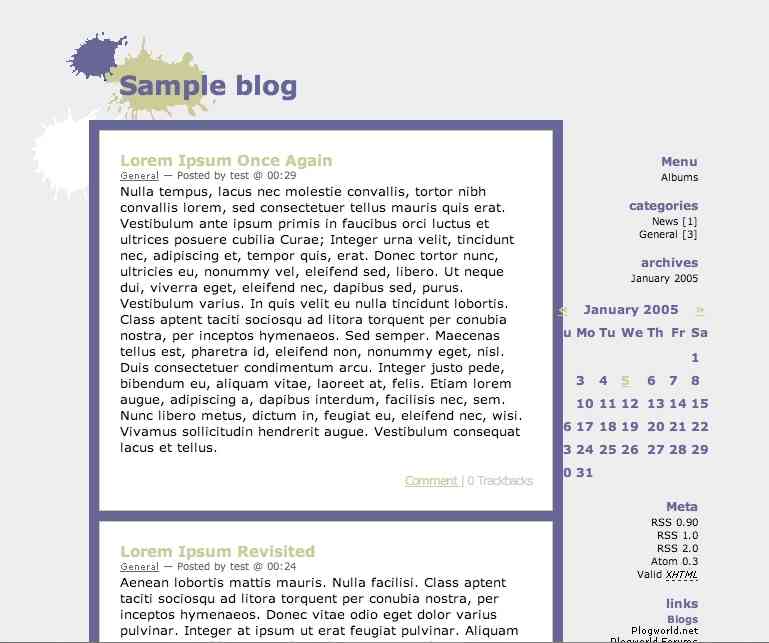 Sample blog
Lorem Ipsum Once Again
General — Posted by test @ 00:29
Nulla tempus, lacus nec molestie convallis, tortor nibh
convallis lorem, sed consectetuer tellus mauris quis erat.
Vestibulum ante ipsum primis in faucibus orci luctus et
ultrices posuere cubilia Curae; Integer urna velit, tincidunt
nec, adipiscing et, tempor quis, erat. Donec tortor nunc,
ultricies eu, nonummy vel, eleifend sed, libero. Ut neque
dui, viverra eget, eleifend nec, dapibus sed, purus.
Vestibulum varius. In quis velit eu nulla tincidunt lobortis.
Class aptent taciti sociosqu ad litora torquent per conubia
nostra, per inceptos hymenaeos. Sed semper. Maecenas
tellus est, pharetra id, eleifend non, nonummy eget, nisl.
Duis consectetuer condimentum arcu. Integer justo pede,
bibendum eu, aliquam vitae, laoreet at, felis. Etiam lorem
augue, adipiscing a, dapibus interdum, facilisis nec, sem.
Nunc libero metus, dictum in, feugiat eu, eleifend nec, wisi.
Vivamus sollicitudin hendrerit augue. Vestibulum consequat
lacus et tellus.
Comment | 0 Trackbacks
Lorem Ipsum Revisited
General — Posted by test @ 00:24
Aenean lobortis mattis mauris. Nulla facilisi. Class aptent
taciti sociosqu ad litora torquent per conubia nostra, per
inceptos hymenaeos. Donec vitae odio eget dolor varius
pulvinar. Integer at ipsum ut erat feugiat pulvinar. Aliquam
Menu
Albums
categories
News [1]
General [3]
archives
January 2005
< January 2005 »
u Mo Tu We Th Fr Sa
1
3 4 5 6 7 8
10 11 12 13 14 15
6 17 18 19 20 21 22
3 24 25 26 27 28 29
0 31
Meta
RSS 0.90
RSS 1.0
RSS 2.0
Atom 0.3
Valid XHTML
links
Blogs
Plogworld.net
Plogworld Forums